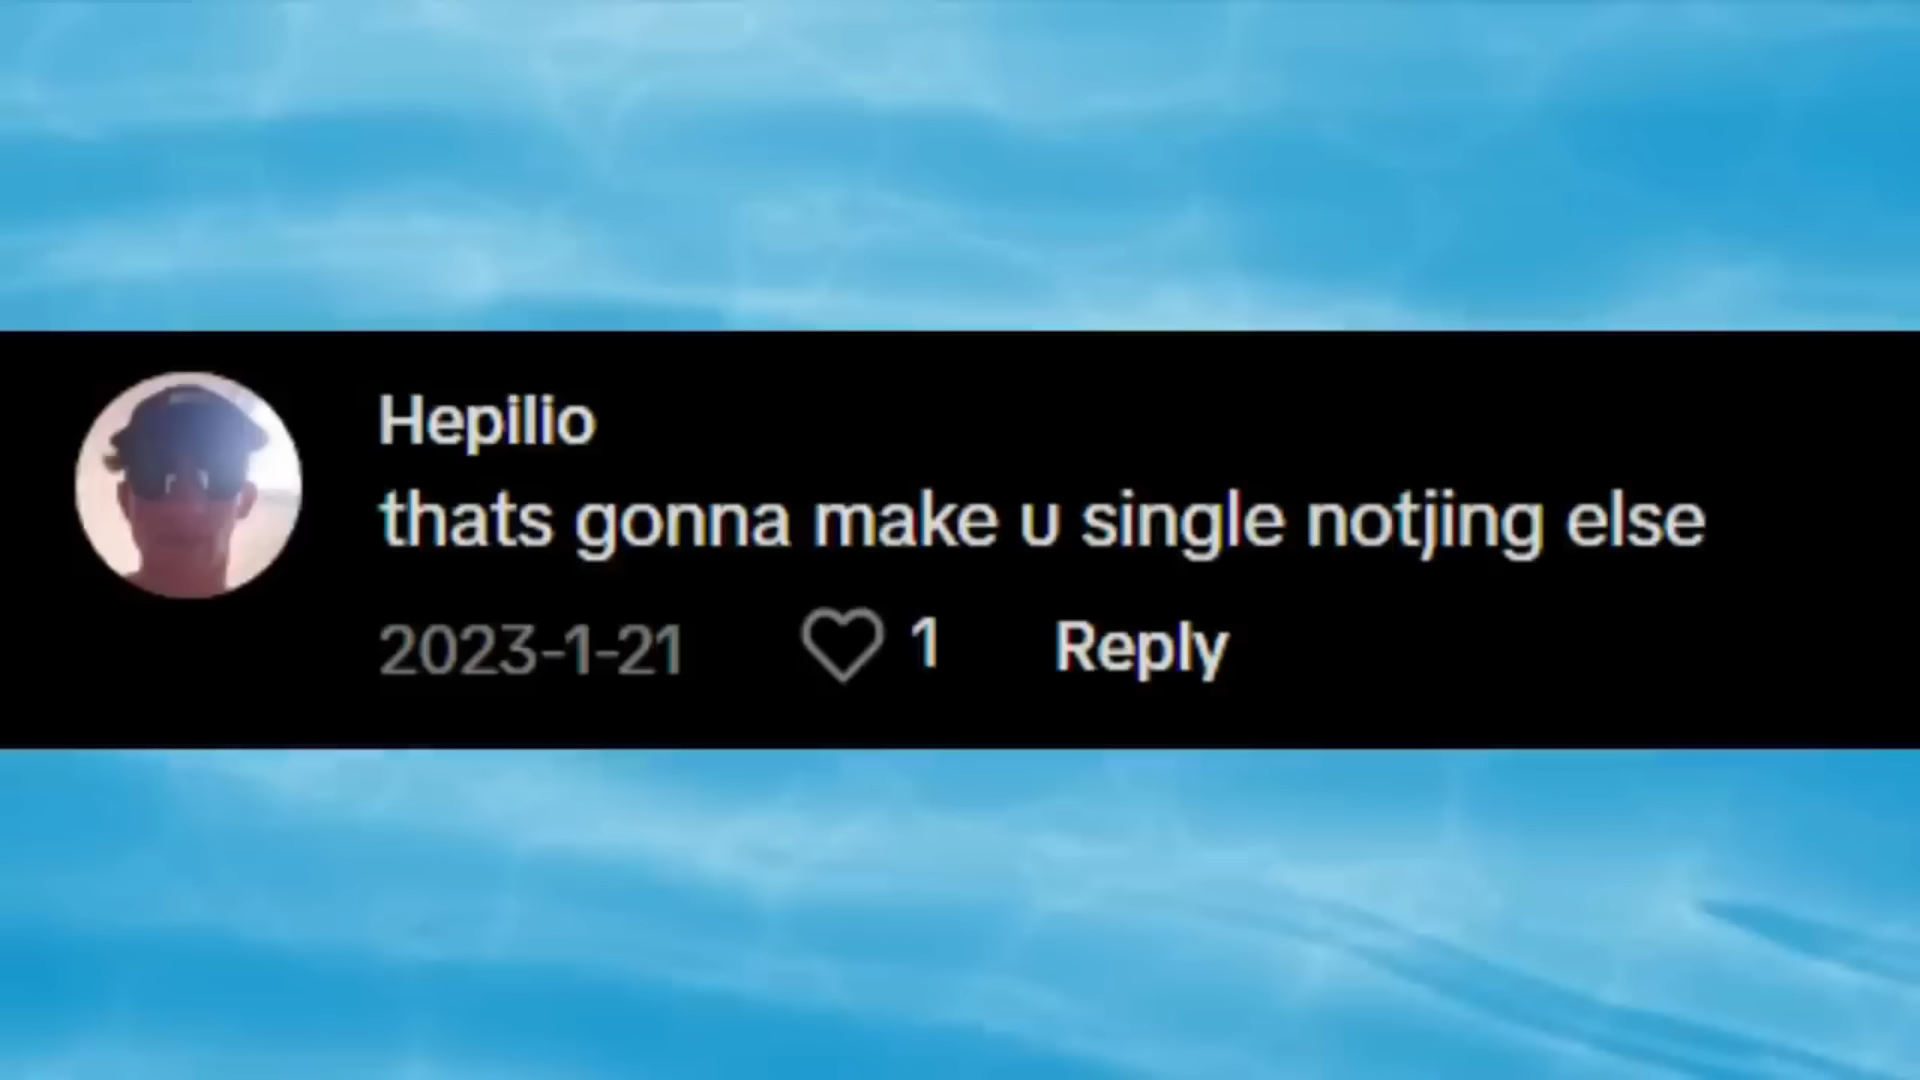 Hepilio
thats gonna make u single notjing else
2023-1-21 1 Reply